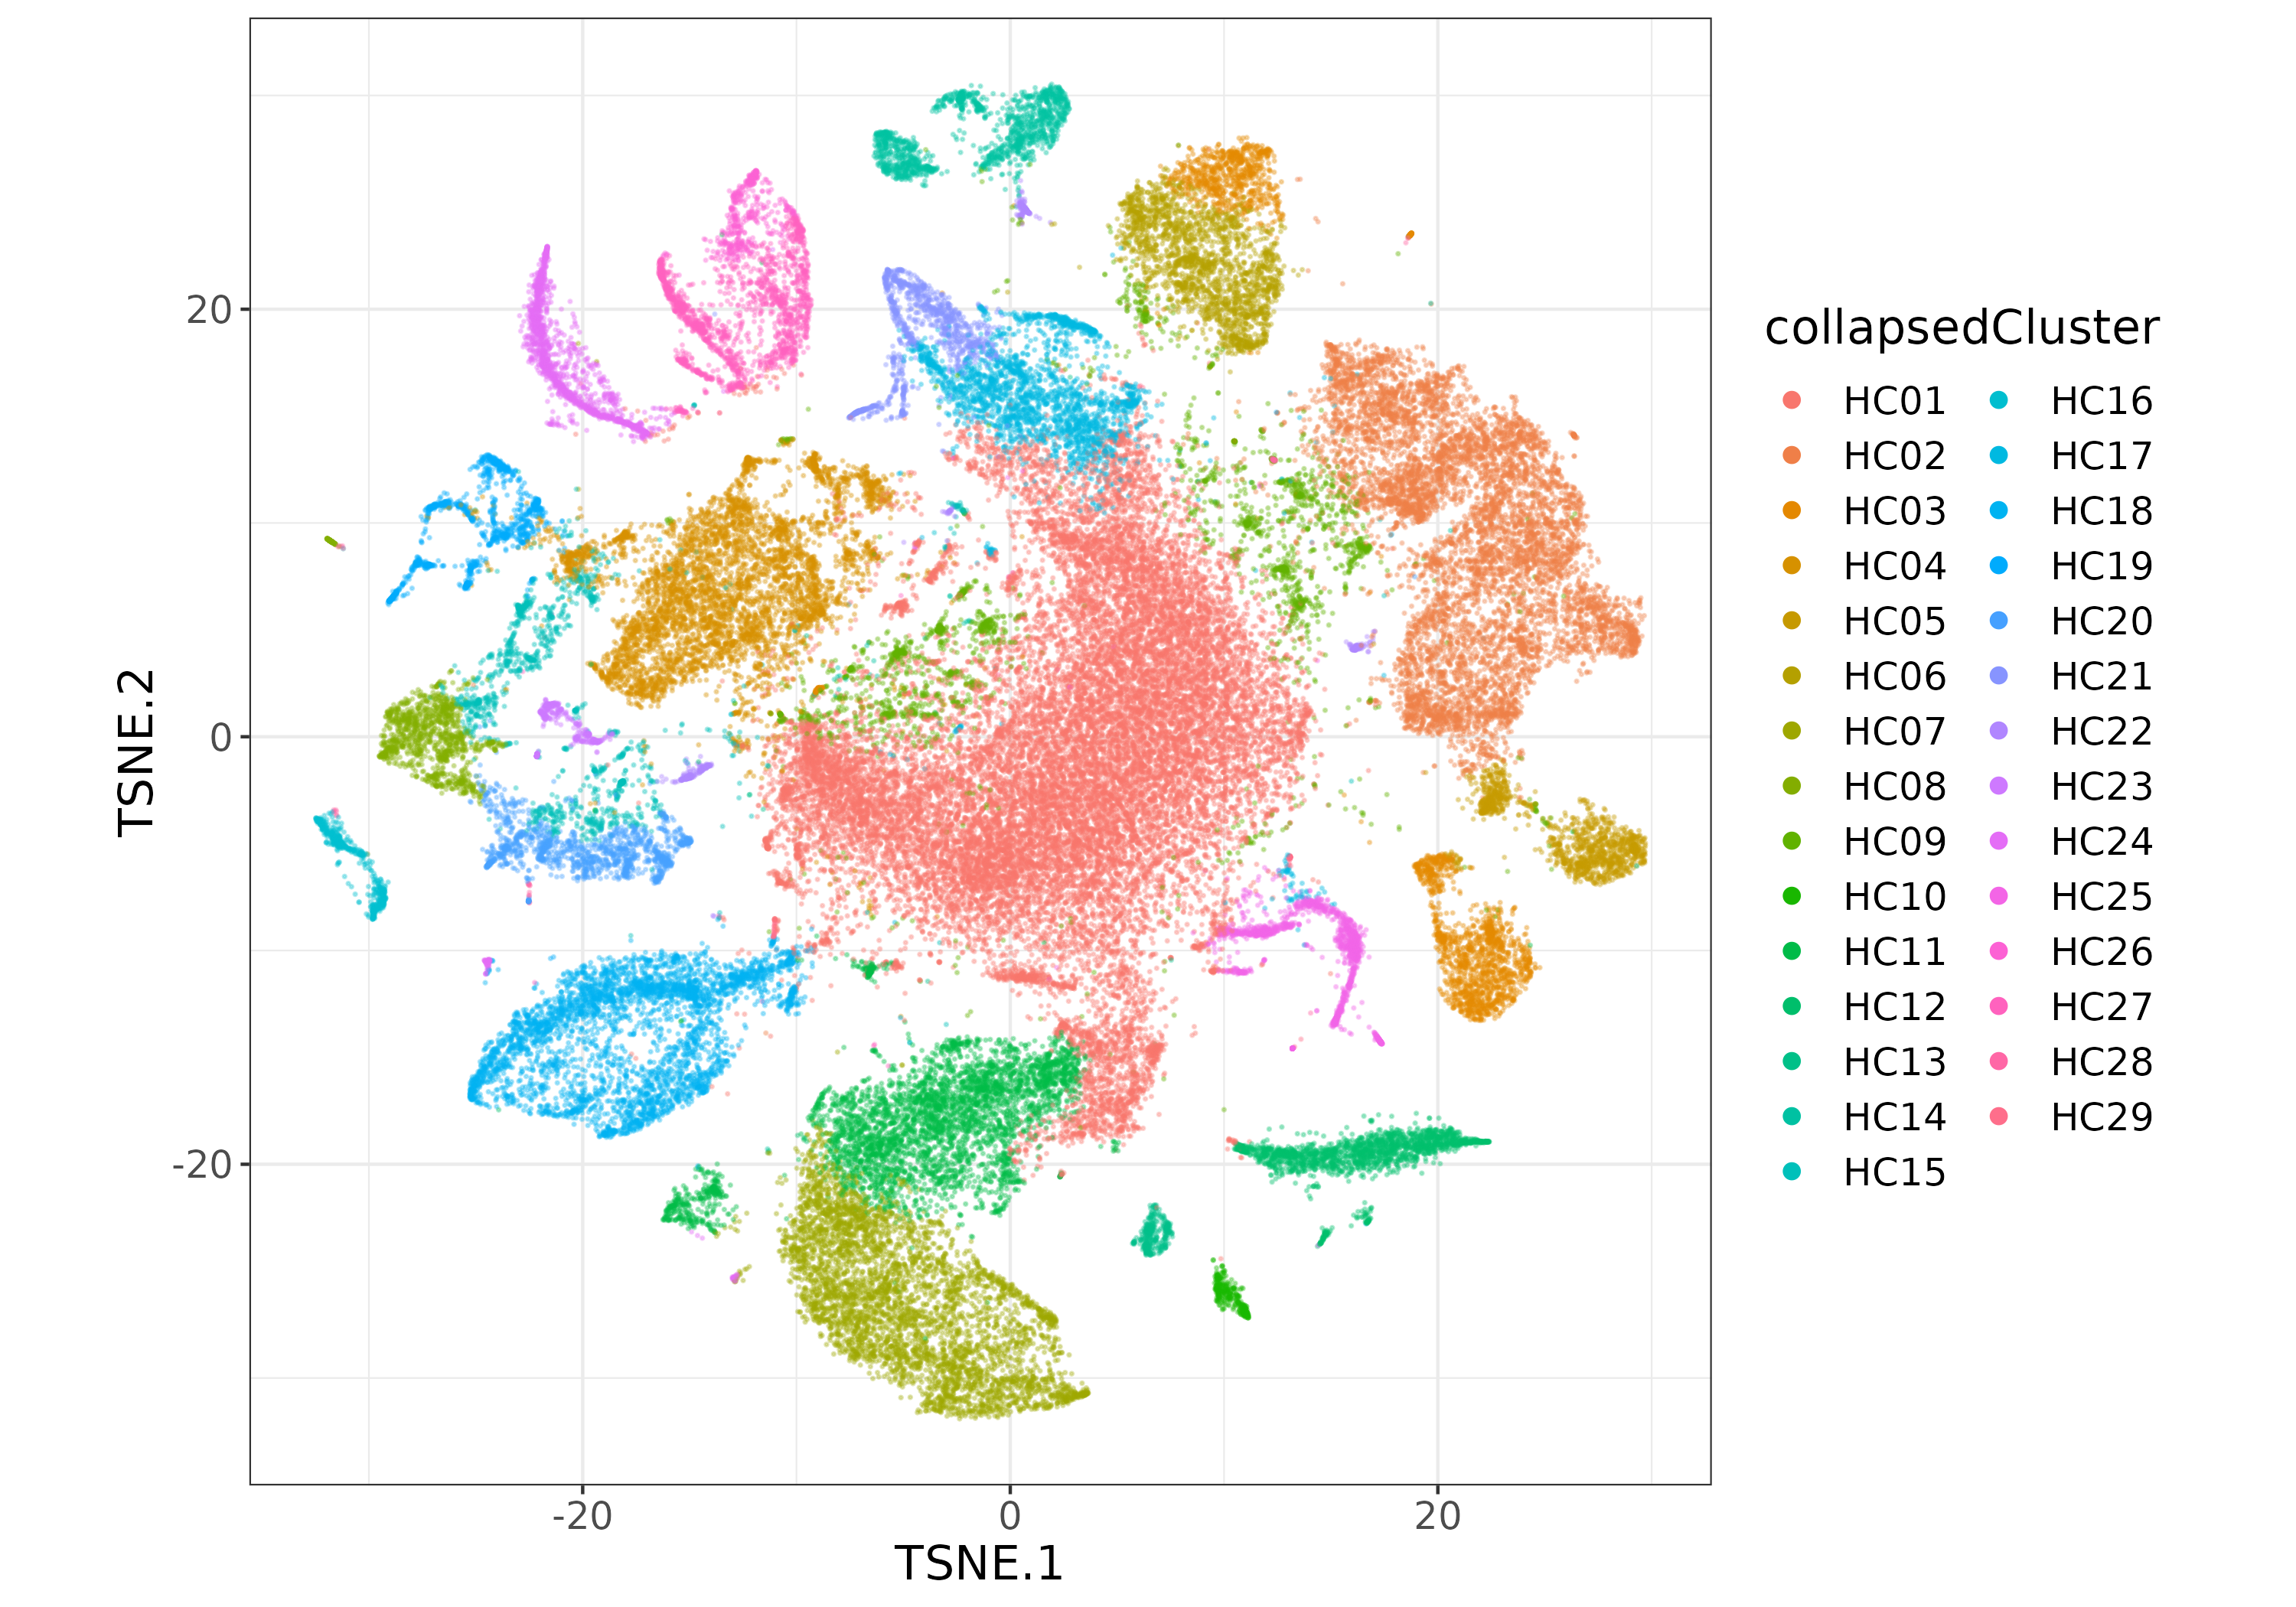 20
0
-20
TSNE.2
-20
0
20
TSNE.1
collapsedCluster
HC01 HC16
HC02 HC17
HC03 HC18
HC04 HC19
HC05 HC20
HC06 HC21
HC07 HC22
HC08 HC23
HC09 HC24
HC10 HC25
HC11 HC26
HC12 HC27
HC13 HC28
HC14 HC29
HC15